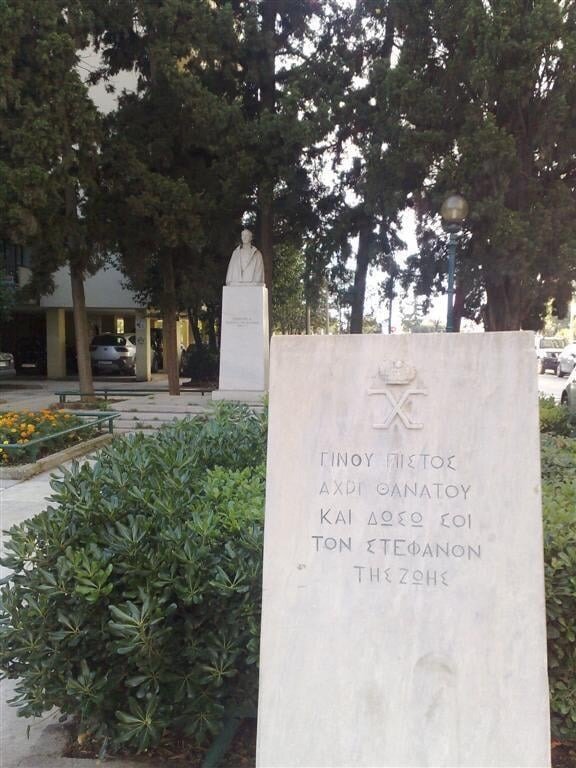 Χ
ΓΙΝΟΥ ΠΙΣΤΟΣ
ΑΧΡΙ ΘΑΝΑΤΟΥ
ΚΑΙ ΔΩΣΩ ΣΟΙ
ΤΟΝ ΣΤΕΦΑΝΟΝ
ΤΗΣ ΖΩΗΣ